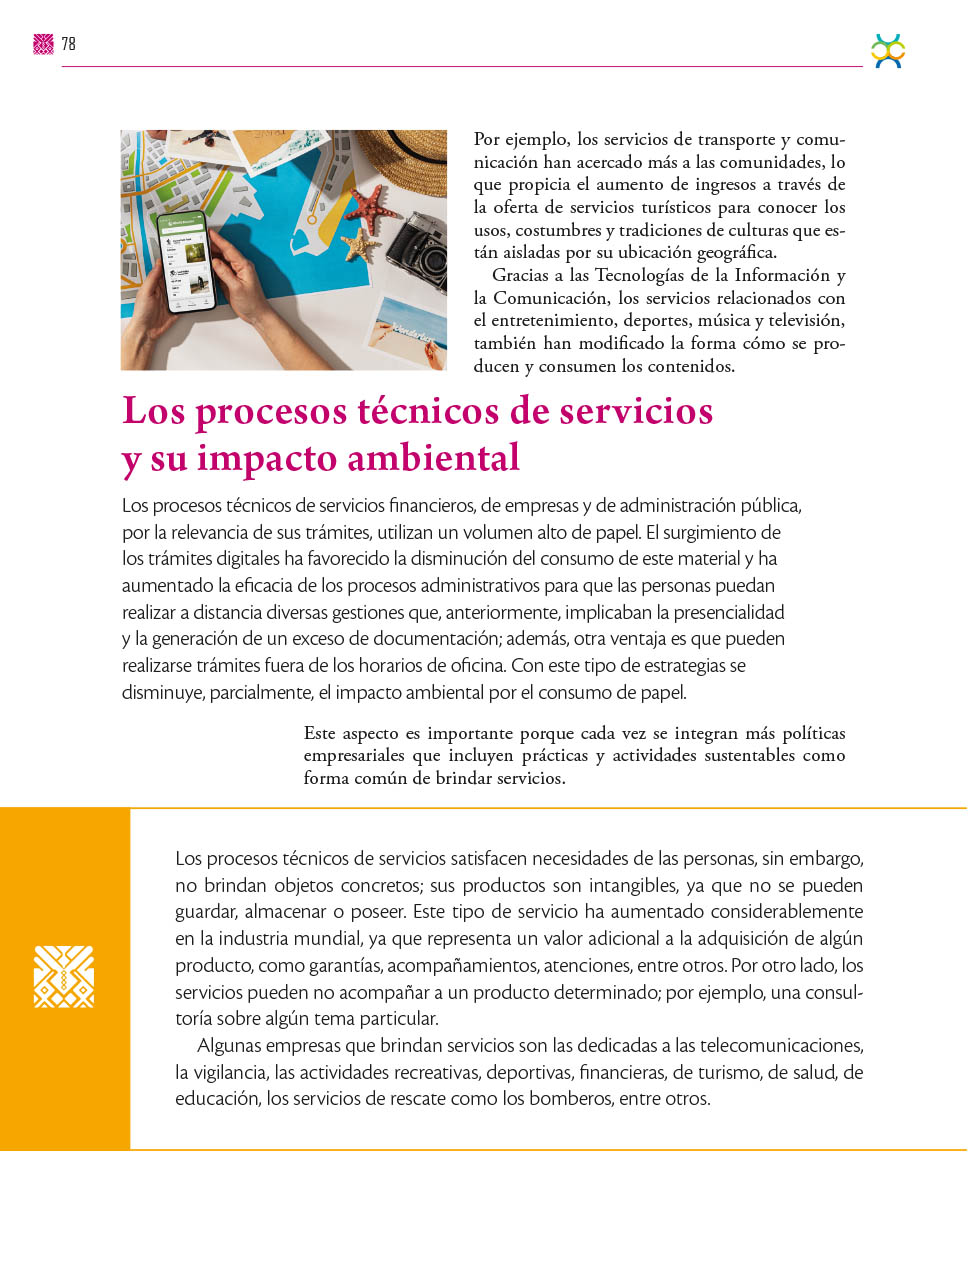 78
Por ejemplo, los servicios de transporte y comu-
nicación han acercado más a las comunidades, lo
que propicia el aumento de ingresos a través de
la oferta de servicios turísticos para conocer los
usos, costumbres y tradiciones de culturas que es-
tán aisladas por su ubicación geográfica.
Gracias a las Tecnologías de la Información y
la Comunicación, los servicios relacionados con
el entretenimiento, deportes, música y televisión,
también han modificado la forma cómo se pro-
ducen y consumen los contenidos.
Los procesos técnicos de servicios
y su impacto ambiental
Los procesos técnicos de servicios financieros, de empresas y de administración pública,
por la relevancia de sus trámites, utilizan un volumen alto de papel. El surgimiento de
los trámites digitales ha favorecido la disminución del consumo de este material y ha
aumentado la eficacia de los procesos administrativos para que las personas puedan
realizar a distancia diversas gestiones que, anteriormente, implicaban la presencialidad
y la generación de un exceso de documentación; además, otra ventaja es que pueden
realizarse trámites fuera de los horarios de oficina. Con este tipo de estrategias se
disminuye, parcialmente, el impacto ambiental por el consumo de papel.
Este aspecto es importante porque cada vez se integran más políticas
empresariales que incluyen prácticas y actividades sustentables como
forma común de brindar servicios.
Los procesos técnicos de servicios satisfacen necesidades de las personas, sin embargo,
no brindan objetos concretos; sus productos son intangibles, ya que no se pueden
guardar, almacenar o poseer. Este tipo de servicio ha aumentado considerablemente
en la industria mundial, ya que representa un valor adicional a la adquisición de algún
producto, como garantías, acompañamientos, atenciones, entre otros. Por otro lado, los
servicios pueden no acompañar a un producto determinado; por ejemplo, una consul-
toría sobre algún tema particular.
Algunas empresas que brindan servicios son las dedicadas a las telecomunicaciones,
la vigilancia, las actividades recreativas, deportivas, financieras, de turismo, de salud, de
educación, los servicios de rescate como los bomberos, entre otros.